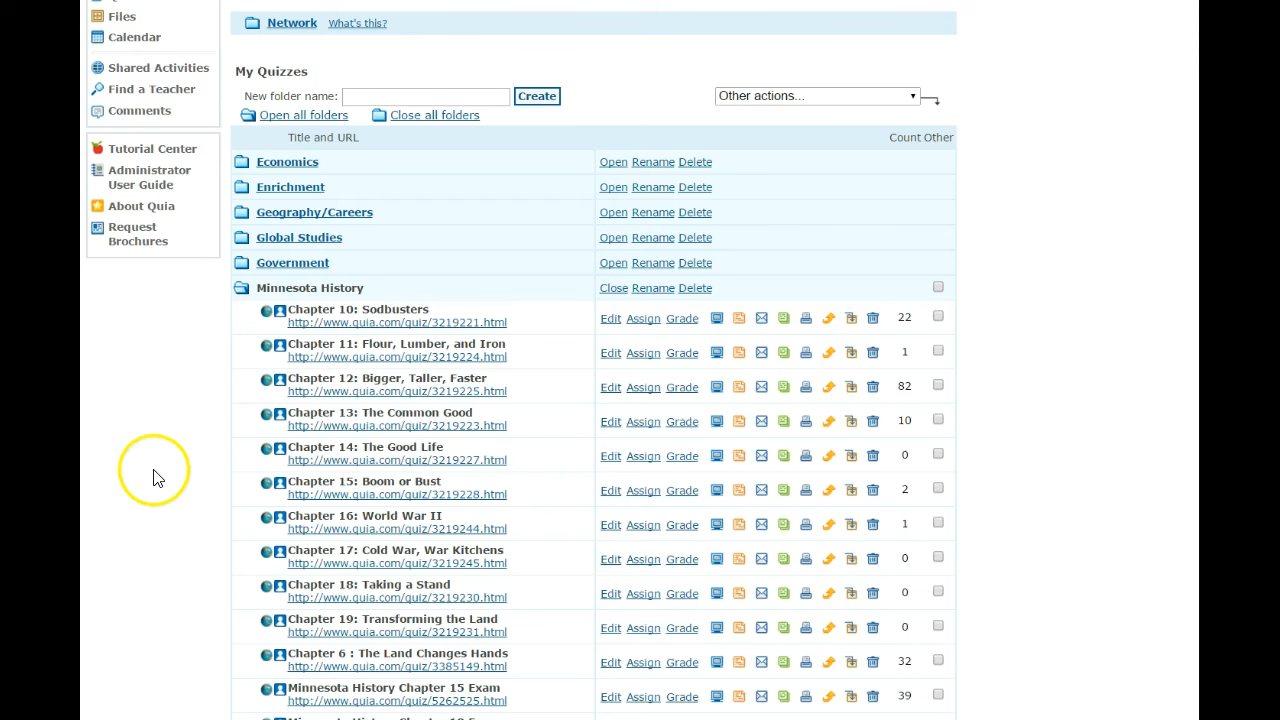 Files
Calendar
Shared Activities
Find a Teacher
Comments
Tutorial Center
Administrator
User Guide
About Quia
Request
Brochures
Network What's this?
My Quizzes
New folder name: Create Other actions...
Open all folders Close all folders
Title and URL Count Other
Economics Open Rename Delete
Enrichment Open Rename Delete
Geography/Careers Open Rename Delete
Global Studies Open Rename Delete
Government Open Rename Delete
Minnesota History Close Rename Delete
Chapter 10: Sodbusters
http://www.quia.com/quiz/3219221.html Edit Assign Grade 22
Chapter 11: Flour, Lumber, and Iron
http://www.quia.com/quiz/3219224.html Edit Assign Grade 1
Chapter 12: Bigger, Taller, Faster
http://www.quia.com/quiz/3219225.html Edit Assign Grade 82
Chapter 13: The Common Good
http://www.quia.com/quiz/3219223.html Edit Assign Grade 10
Chapter 14: The Good Life
http://www.quia.com/quiz/3219227.html Edit Assign Grade 0
Chapter 15: Boom or Bust
http://www.quia.com/quiz/3219228.html Edit Assign Grade 2
Chapter 16: World War II
http://www.quia.com/quiz/3219244.html Edit Assign Grade 1
Chapter 17: Cold War, War Kitchens
http://www.quia.com/quiz/3219245.html Edit Assign Grade 0
Chapter 18: Taking a Stand
http://www.quia.com/quiz/3219230.html Edit Assign Grade 0
Chapter 19: Transforming the Land
http://www.quia.com/quiz/3219231.html Edit Assign Grade 0
Chapter 6 : The Land Changes Hands
http://www.quia.com/quiz/3385149.html Edit Assign Grade 32
Minnesota History Chapter 15 Exam
http://www.quia.com/quiz/5262525.html Edit Assign Grade 39